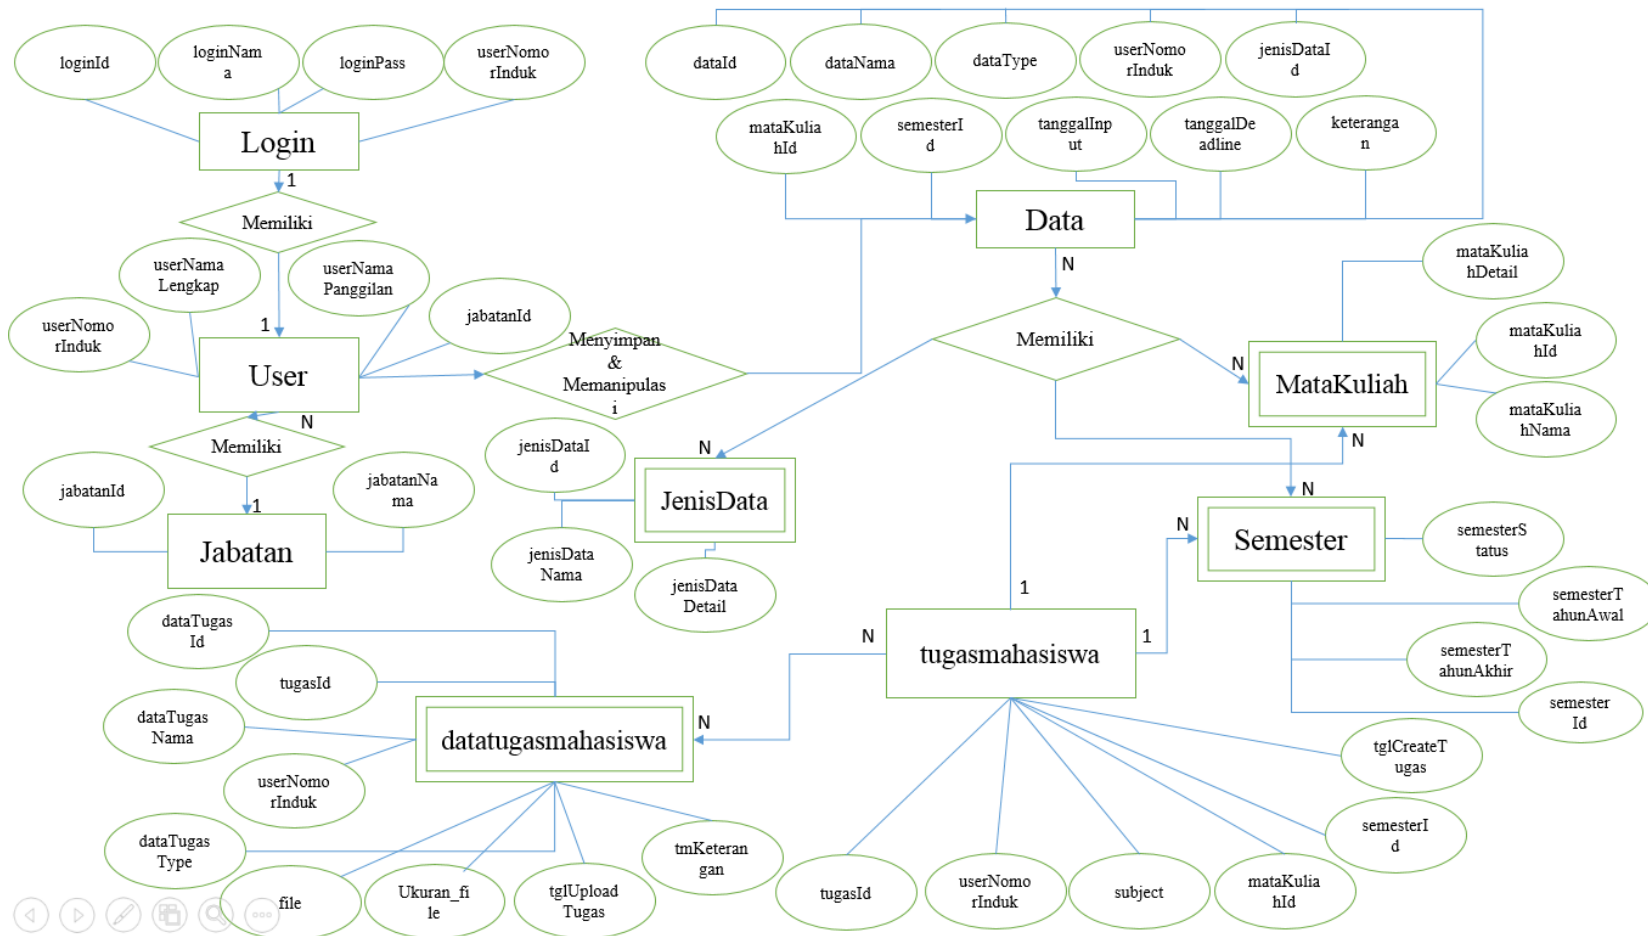 loginId
loginNam
a
loginPass
userNomo
rInduk
Login
1
Memiliki
1
userNama
Lengkap
userNama
Panggilan
userNomo
rInduk
jabatanId
User
N
Memiliki
1
jabatanId
jabatanNa
ma
Jabatan
Menyimpan
&
Memanipulas
i
dataId
dataNama
dataType
userNomo
rInduk
jenisDataI
d
mataKulia
hId
semesterI
d
tanggalInp
ut
tanggalDe
adline
keteranga
n
Data
N
Memiliki
N
N
N
mataKulia
hDetail
mataKulia
hId
mataKulia
hNama
MataKuliah
N
jenisDataI
d
JenisData
jenisData
Nama
jenisData
Detail
N
Semester
semesterS
tatus
semesterT
ahunAwal
semesterT
ahunAkhir
semester
Id
1
1
N
tugasmahasiswa
N
dataTugas
Id
tugasId
dataTugas
Nama
userNomo
rInduk
datatugasmahasiswa
dataTugas
Type
file
Ukuran_fi
le
tglUpload
Tugas
tmKeteran
gan
tglCreateT
ugas
semesterI
d
tugasId
userNomo
rInduk
subject
mataKulia
hId